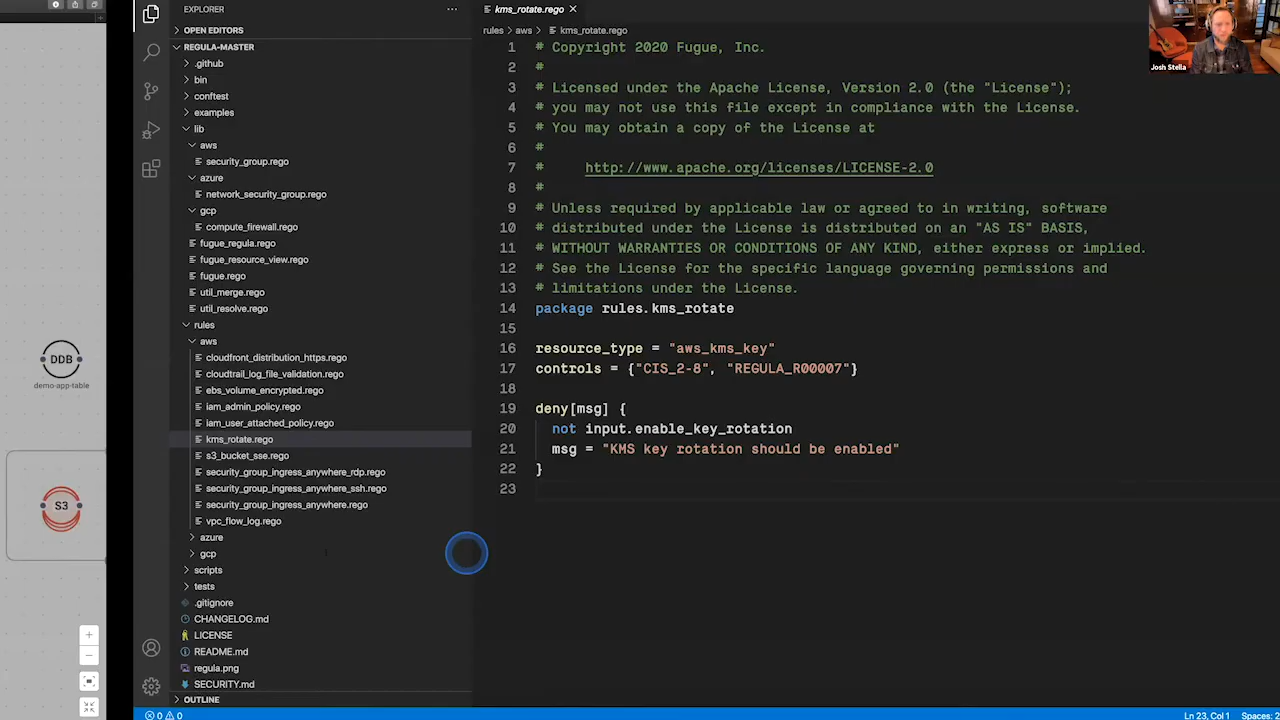 DDB
demo-app-table
S3
EXPLORER
OPEN EDITORS
REGULA-MASTER
.github
bin
conftest
examples
lib
aws
security_group.rego
azure
network_security_group.rego
gcp
compute_firewall.rego
fugue_regula.rego
fugue_resource_view.rego
fugue.rego
util_merge.rego
util_resolve.rego
rules
aws
cloudfront_distribution_https.rego
cloudtrail_log_file_validation.rego
ebs_volume_encrypted.rego
iam_admin_policy.rego
iam_user_attached_policy.rego
kms_rotate.rego
s3_bucket_sse.rego
security_group_ingress_anywhere_rdp.rego
security_group_ingress_anywhere_ssh.rego
security_group_ingress_anywhere.rego
vpc_flow_log.rego
azure
gcp
scripts
tests
.gitignore
CHANGELOG.md
LICENSE
README.md
regula.png
SECURITY.md
OUTLINE
kms_rotate.rego
rules > aws > kms_rotate.rego
1 # Copyright 2020 Fugue, Inc.
2 #
3 # Licensed under the Apache License, Version 2.0 (the "License");
4 # you may not use this file except in compliance with the License.
5 # You may obtain a copy of the License at
6 #
7 # http://www.apache.org/licenses/LICENSE-2.0
8 #
9 # Unless required by applicable law or agreed to in writing, software
10 # distributed under the License is distributed on an "AS IS" BASIS,
11 # WITHOUT WARRANTIES OR CONDITIONS OF ANY KIND, either express or implied.
12 # See the License for the specific language governing permissions and
13 # limitations under the License.
14 package rules.kms_rotate
15
16 resource_type = "aws_kms_key"
17 controls = {"CIS_2-8", "REGULA_R00007"}
18
19 deny[msg] {
20 not input.enable_key_rotation
21 msg = "KMS key rotation should be enabled"
22 }
23
Josh Stella
0 0
Ln 23, Col 1 Spaces: 2